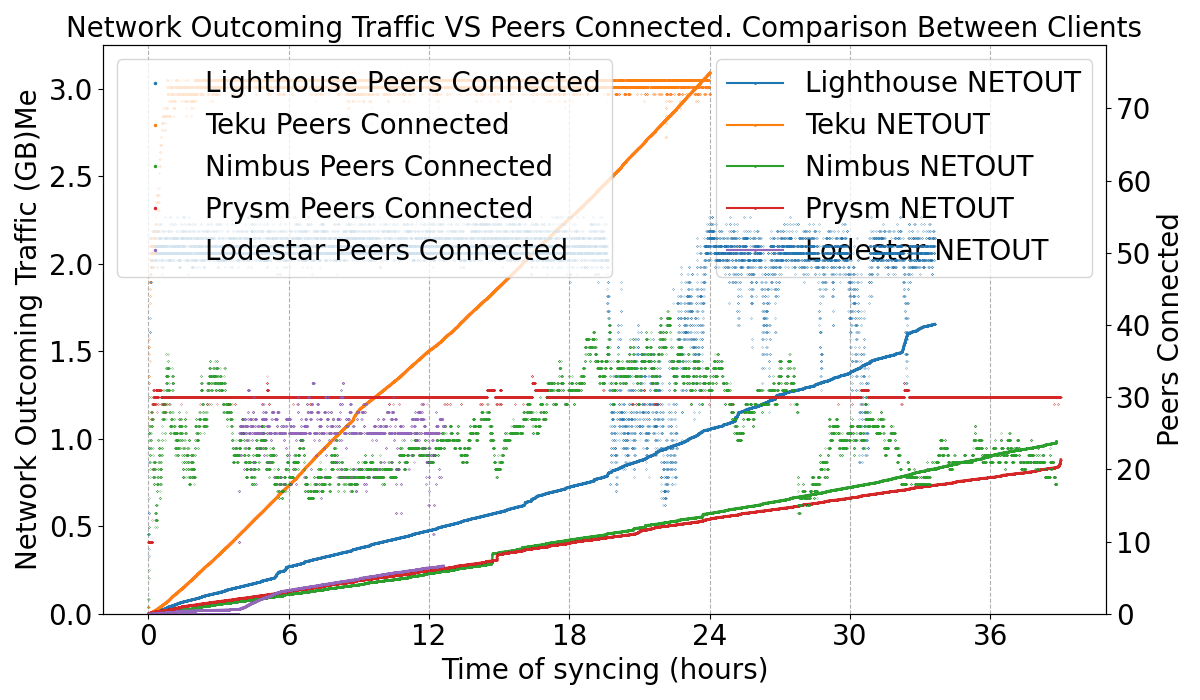 Network Outcoming Traffic VS Peers Connected. Comparison Between Clients
Lighthouse Peers Connected
Teku Peers Connected
Nimbus Peers Connected
Prysm Peers Connected
Lodestar Peers Connected
Lighthouse NETOUT
Teku NETOUT
Nimbus NETOUT
Prysm NETOUT
Lodestar NETOUT
Network Outcoming Traffic (GB)Me
3.0
2.5
2.0
1.5
1.0
0.5
0.0
70
60
50
40
30
20
10
0
Peers Connected
0 6 12 18 24 30 36
Time of syncing (hours)